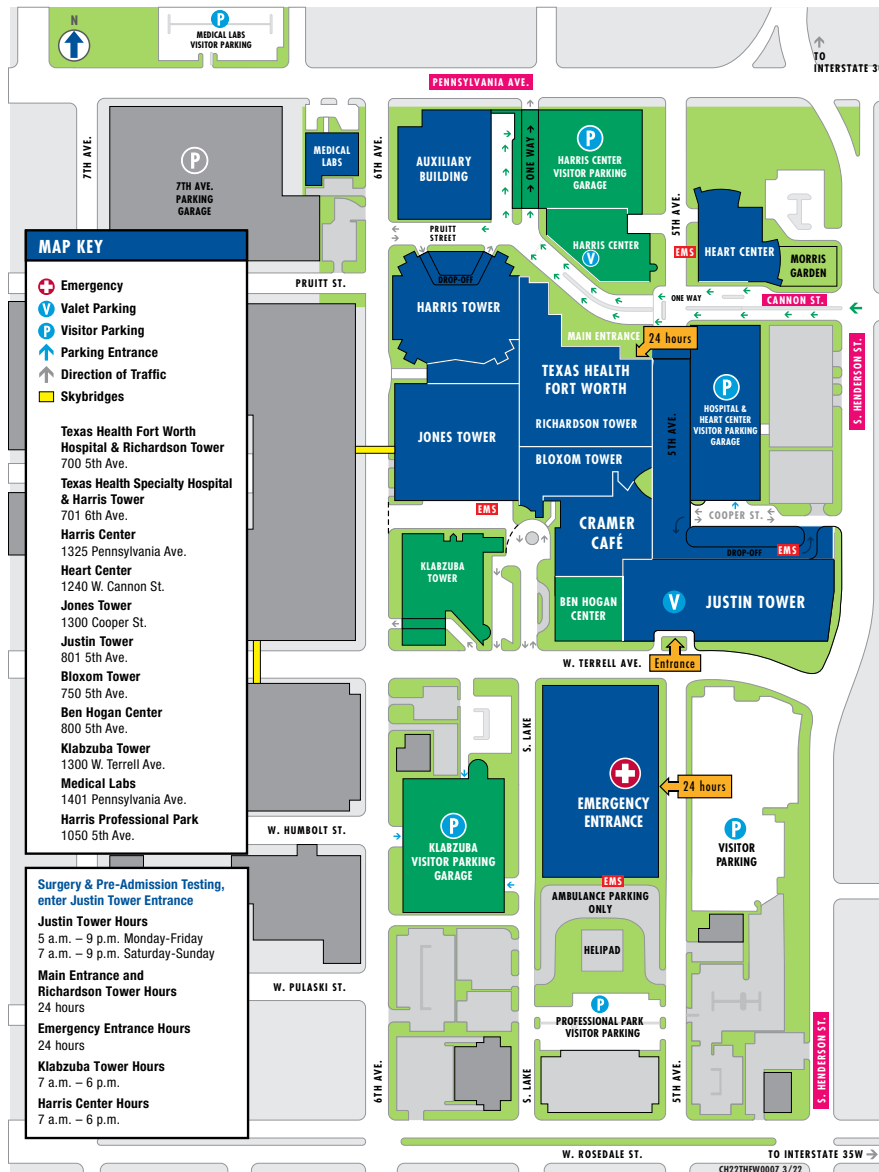 N
P
MEDICAL LABS
VISITOR PARKING
TO
INTERSTATE 3
PENNSYLVANIA AVE.
7TH AVE.
P
7TH AVE.
PARKING
GARAGE
MEDICAL
LABS
6TH AVE.
AUXILIARY
BUILDING
ONE WAY
P
HARRIS CENTER
VISITOR PARKING
GARAGE
5TH AVE.
PRUITT
STREET
HARRIS CENTER
V
EMS
HEART CENTER
MORRIS
GARDEN
PRUITT ST.
DROP-OFF
HARRIS TOWER
ONE WAY
CANNON ST.
MAIN ENTRANCE
24 hours
S. HENDERSON ST.
TEXAS HEALTH
FORT WORTH
RICHARDSON TOWER
JONES TOWER
BLOXOM TOWER
5TH AVE.
P
HOSPITAL &
HEART CENTER
VISITOR PARKING
GARAGE
EMS
COOPER ST.
CRAMER
CAFÉ
DROP-OFF
EMS
KLABZUBA
TOWER
BEN HOGAN
CENTER
V
JUSTIN TOWER
W. TERRELL AVE.
Entrance
S. LAKE
EMERGENCY
ENTRANCE
24 hours
P
VISITOR
PARKING
W. HUMBOLT ST.
P
KLABZUBA
VISITOR PARKING
GARAGE
EMS
AMBULANCE PARKING
ONLY
HELIPAD
W. PULASKI ST.
P
PROFESSIONAL PARK
VISITOR PARKING
6TH AVE.
S. LAKE
5TH AVE.
S. HENDERSON ST.
W. ROSEDALE ST.
TO INTERSTATE 35W
CH22THFW0007 3/22
MAP KEY
Emergency
V Valet Parking
P Visitor Parking
Parking Entrance
Direction of Traffic
Skybridges
Texas Health Fort Worth
Hospital & Richardson Tower
700 5th Ave.
Texas Health Specialty Hospital
& Harris Tower
701 6th Ave.
Harris Center
1325 Pennsylvania Ave.
Heart Center
1240 W. Cannon St.
Jones Tower
1300 Cooper St.
Justin Tower
801 5th Ave.
Bloxom Tower
750 5th Ave.
Ben Hogan Center
800 5th Ave.
Klabzuba Tower
1300 W. Terrell Ave.
Medical Labs
1401 Pennsylvania Ave.
Harris Professional Park
1050 5th Ave.
Surgery & Pre-Admission Testing,
enter Justin Tower Entrance
Justin Tower Hours
5 a.m. – 9 p.m. Monday-Friday
7 a.m. – 9 p.m. Saturday-Sunday
Main Entrance and
Richardson Tower Hours
24 hours
Emergency Entrance Hours
24 hours
Klabzuba Tower Hours
7 a.m. – 6 p.m.
Harris Center Hours
7 a.m. – 6 p.m.